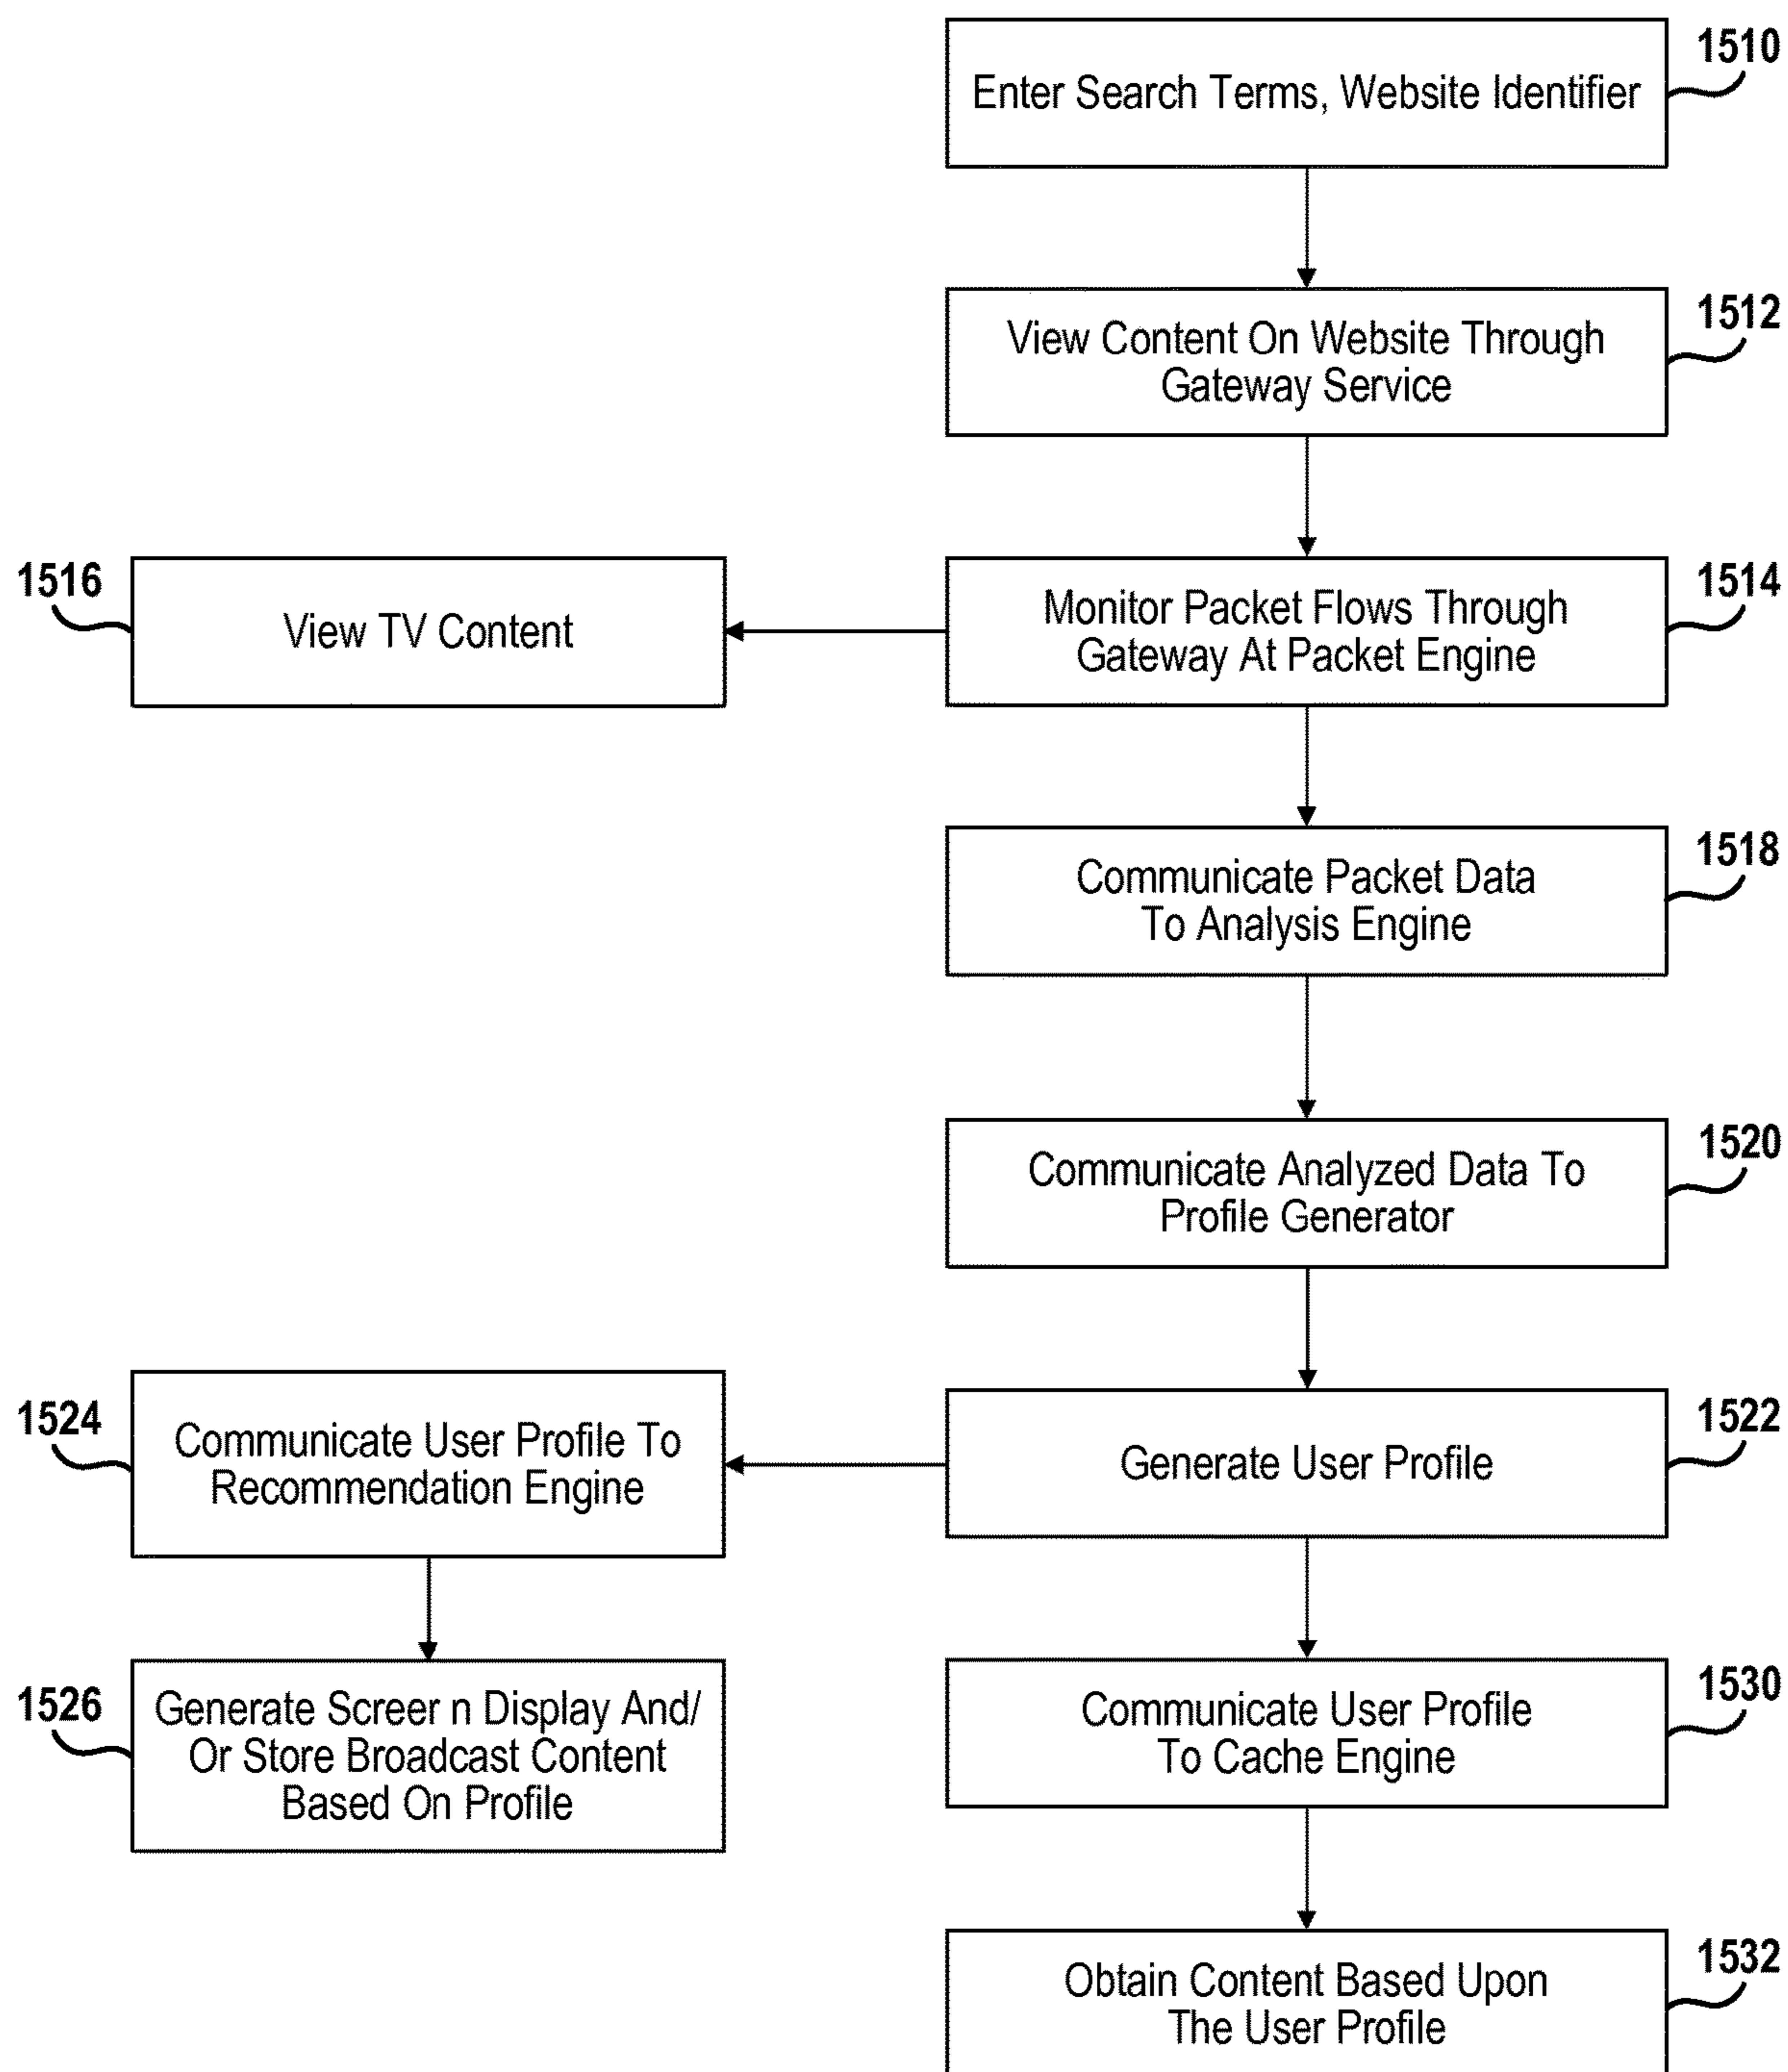 1510
Enter Search Terms, Website Identifier
1512
View Content On Website Through
Gateway Service
1516
View TV Content
1514
Monitor Packet Flows Through
Gateway At Packet Engine
1518
Communicate Packet Data
To Analysis Engine
1520
Communicate Analyzed Data To
Profile Generator
1524
Communicate User Profile To
Recommendation Engine
1522
Generate User Profile
1526
Generate Screer n Display And/
Or Store Broadcast Content
Based On Profile
1530
Communicate User Profile
To Cache Engine
1532
Obtain Content Based Upon
The User Profile